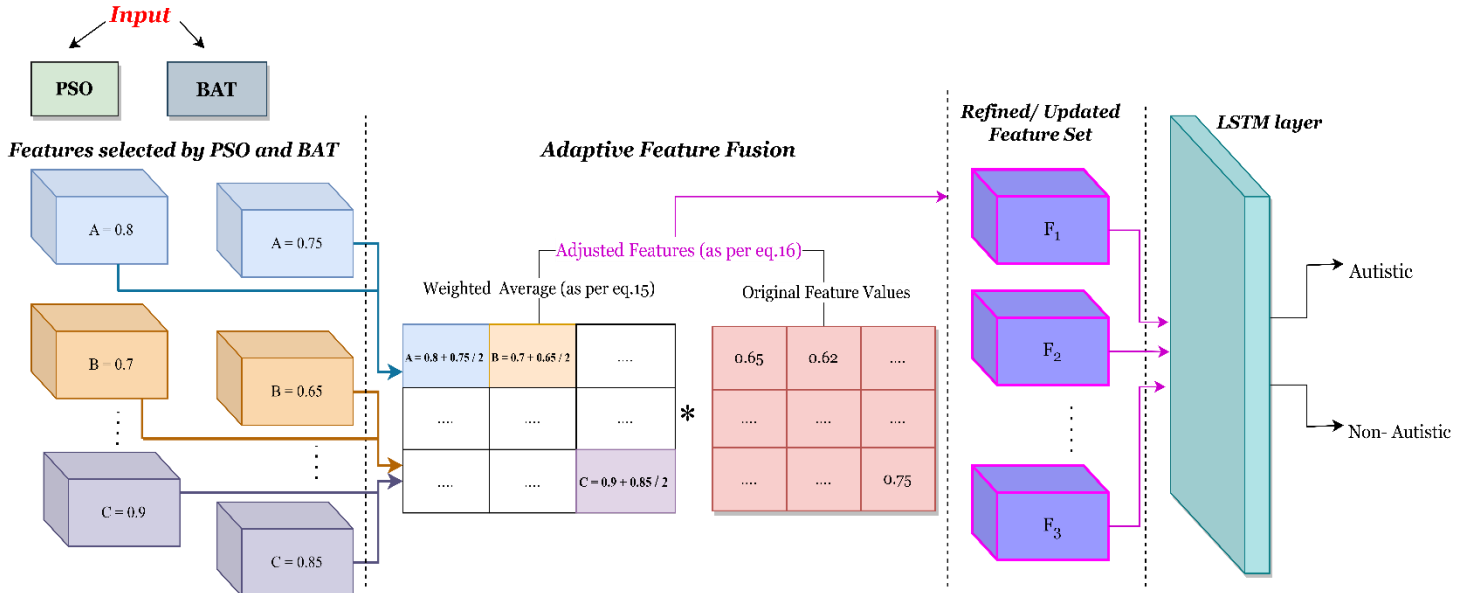 Input
PSO
BAT
Features selected by PSO and BAT
A = 0.8
A = 0.75
B = 0.7
B = 0.65
C = 0.9
C = 0.85
Adaptive Feature Fusion
Adjusted Features (as per eq.16)
Weighted Average (as per eq.15)
Original Feature Values
A = 0.8 + 0.75 / 2
B = 0.7 + 0.65 / 2
....
....
....
....
....
....
C = 0.9 + 0.85 / 2
*
0.65
0.62
....
....
....
....
....
....
0.75
Refined/ Updated
Feature Set
F1
F2
F3
LSTM layer
Autistic
Non- Autistic